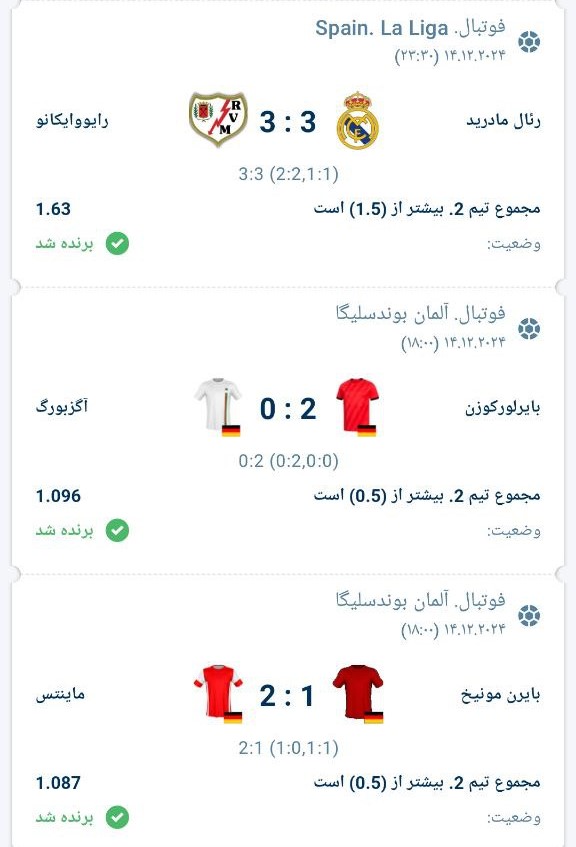 فوتبال. Spain. La Liga
۱۴.۱۲.۲۰۲۴ (۲۳:۳۰)
رئال مادرید 3 : 3 رایووایکانو
R
V
M
3:3 (2:2,1:1)
مجموع تیم 2. بیشتر از (1.5) است 1.63
وضعیت: برنده شد
فوتبال. آلمان بوندسلیگا
۱۴.۱۲.۲۰۲۴ (۱۸:۰۰)
بایرلورکوزن 0 : 2 آگزبورگ
0:2 (0:2,0:0)
مجموع تیم 2. بیشتر از (0.5) است 1.096
وضعیت: برنده شد
فوتبال. آلمان بوندسلیگا
۱۴.۱۲.۲۰۲۴ (۱۸:۰۰)
بایرن مونیخ 2 : 1 ماینتس
2:1 (1:0,1:1)
مجموع تیم 2. بیشتر از (0.5) است 1.087
وضعیت: برنده شد